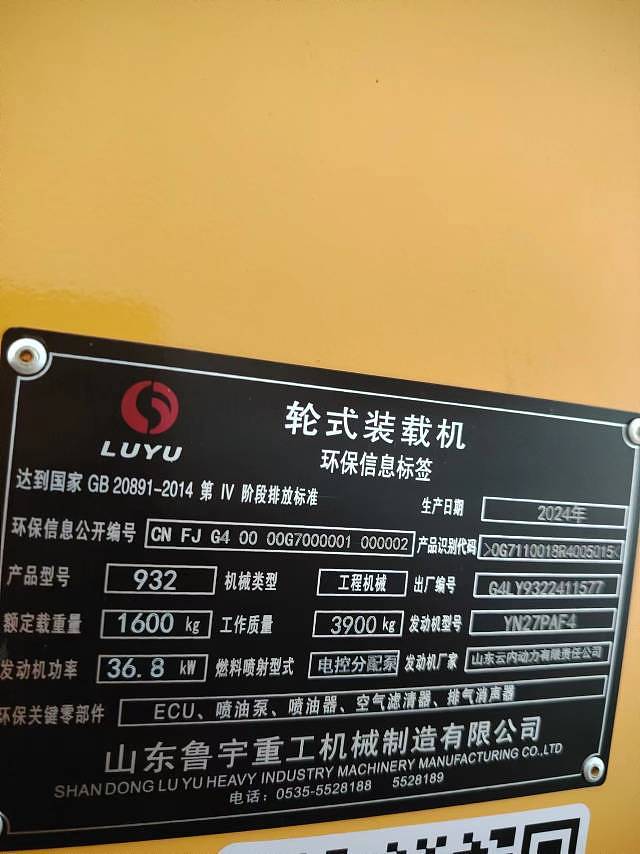 LUYU
轮式装载机
环保信息标签
达到国家 GB 20891-2014 第 IV 阶段排放标准
生产日期 2024年
环保信息公开编号 CN FJ G4 00 00G7000001 000002 产品识别代码 >0G7110018R4005015<
产品型号 932 机械类型 工程机械 出厂编号 G4LY9322411577
额定载重量 1600 kg 工作质量 3900 kg 发动机型号 YN27PAF4
发动机功率 36.8 kW 燃料喷射型式 电控分配泵 发动机厂家 山东云内动力有限责任公司
环保关键零部件 ECU、喷油泵、喷油器、空气滤清器、排气消声器
山东鲁宇重工机械制造有限公司
SHAN DONG LU YU HEAVY INDUSTRY MACHINERY MANUFACTURING CO.,LTD
电话：0535-5528188 5528189